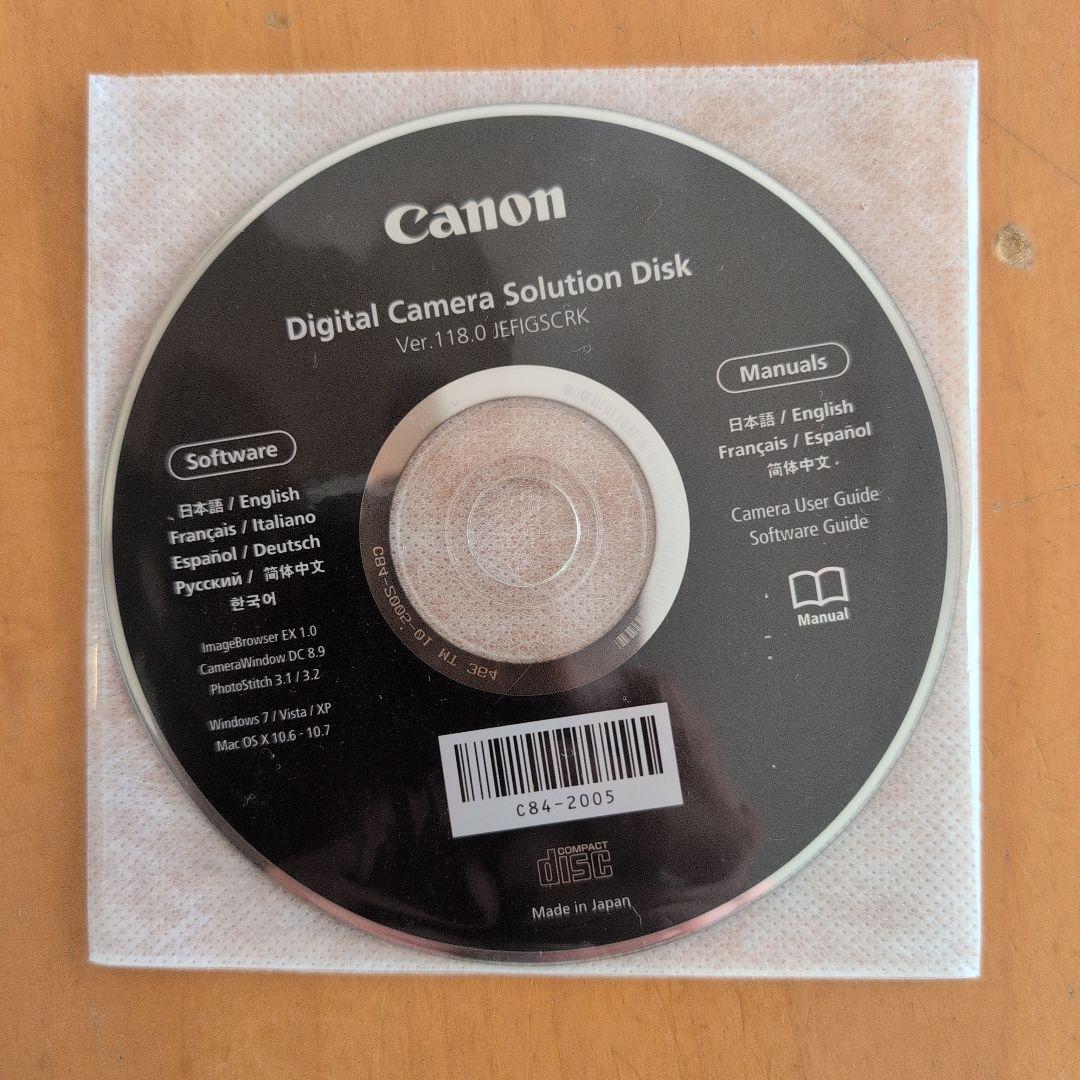 Canon
Digital Camera Solution Disk
Ver.118.0 JEFIGSCRK
Software
日本語 / English
Français / Italiano
Español / Deutsch
Русский / 简体中文
한국어
ImageBrowser EX 1.0
CameraWindow DC 8.9
PhotoStitch 3.1 / 3.2
Windows 7 / Vista / XP
Mac OS X 10.6 - 10.7
Manuals
日本語 / English
Français / Español
简体中文
Camera User Guide
Software Guide
Manual
C84-2005
COMPACT
disc
Made in Japan